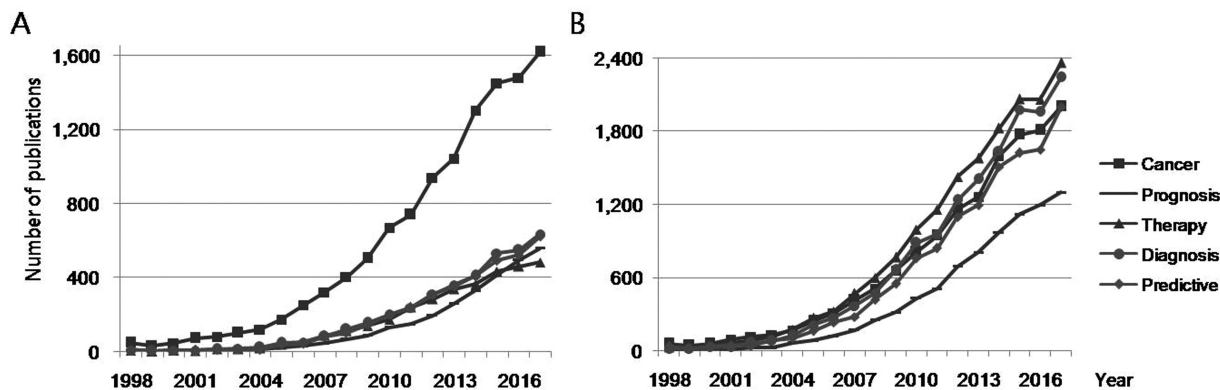 A
Number of publications
1,600
1,200
800
400
0
1998 2001 2004 2007 2010 2013 2016
B
2,400
1,800
1,200
600
0
1998 2001 2004 2007 2010 2013 2016 Year
Cancer
Prognosis
Therapy
Diagnosis
Predictive